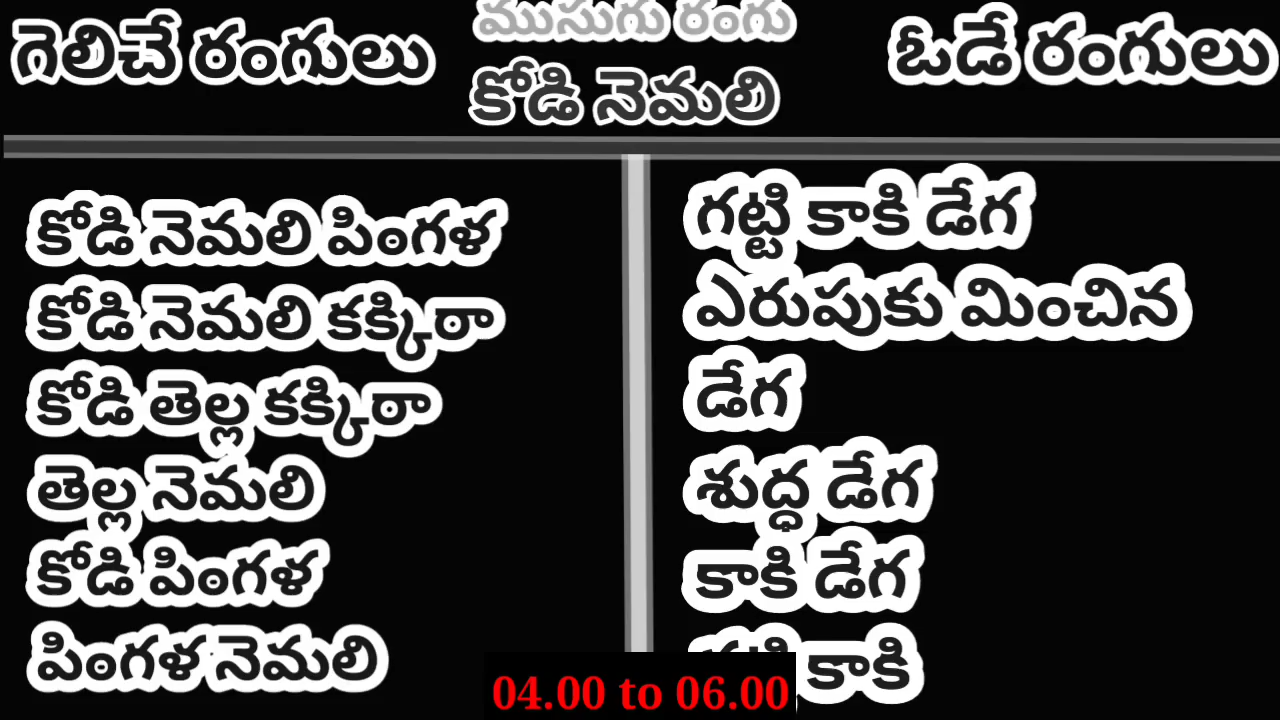 గెలిచే రంగులు
ముసుగు రంగు
కోడి నెమలి
ఓడే రంగులు
కోడి నెమలి పింగళ
కోడి నెమలి కక్కిరా
కోడి తెల్ల కక్కిరా
తెల్ల నెమలి
కోడి పింగళ
పింగళ నెమలి
గట్టి కాకి డేగ
ఎరుపుకు మించిన
డేగ
శుద్ధ డేగ
కాకి డేగ
కాకి
04.00 to 06.00